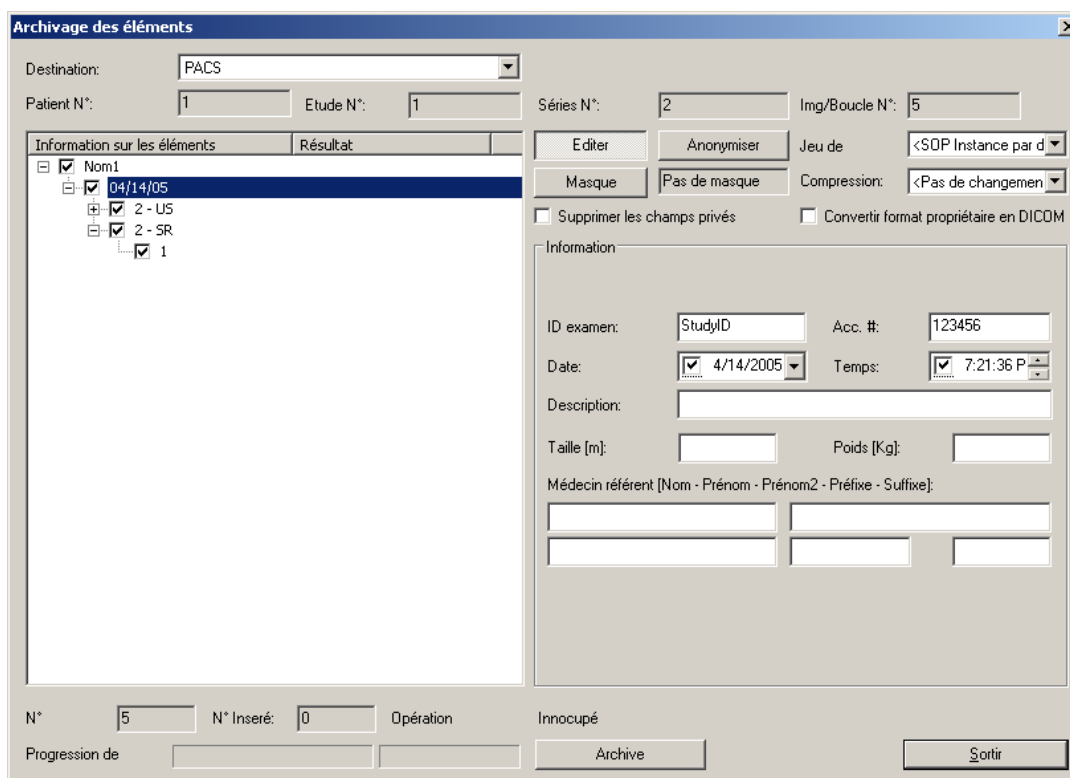 Archivage des éléments
Destination: PACS
Patient N°: 1 Etude N°: 1 Séries N°: 2 Img/Boucle N°: 5
Information sur les éléments Résultat
Nom1
04/14/05
2 - US
2 - SR
1
Editer Anonymiser Jeu de <SOP Instance par d
Masque Pas de masque Compression: <Pas de changemen
Supprimer les champs privés Convertir format propriétaire en DICOM
Information
ID examen: StudyID Acc. #: 123456
Date: 4/14/2005 Temps: 7:21:36 P
Description:
Taille [m]: Poids [Kg]:
Médecin référent [Nom - Prénom - Prénom2 - Préfixe - Suffixe]:
N° 5 N° Inseré: 0 Opération Innocupé
Progression de Archive Sortir